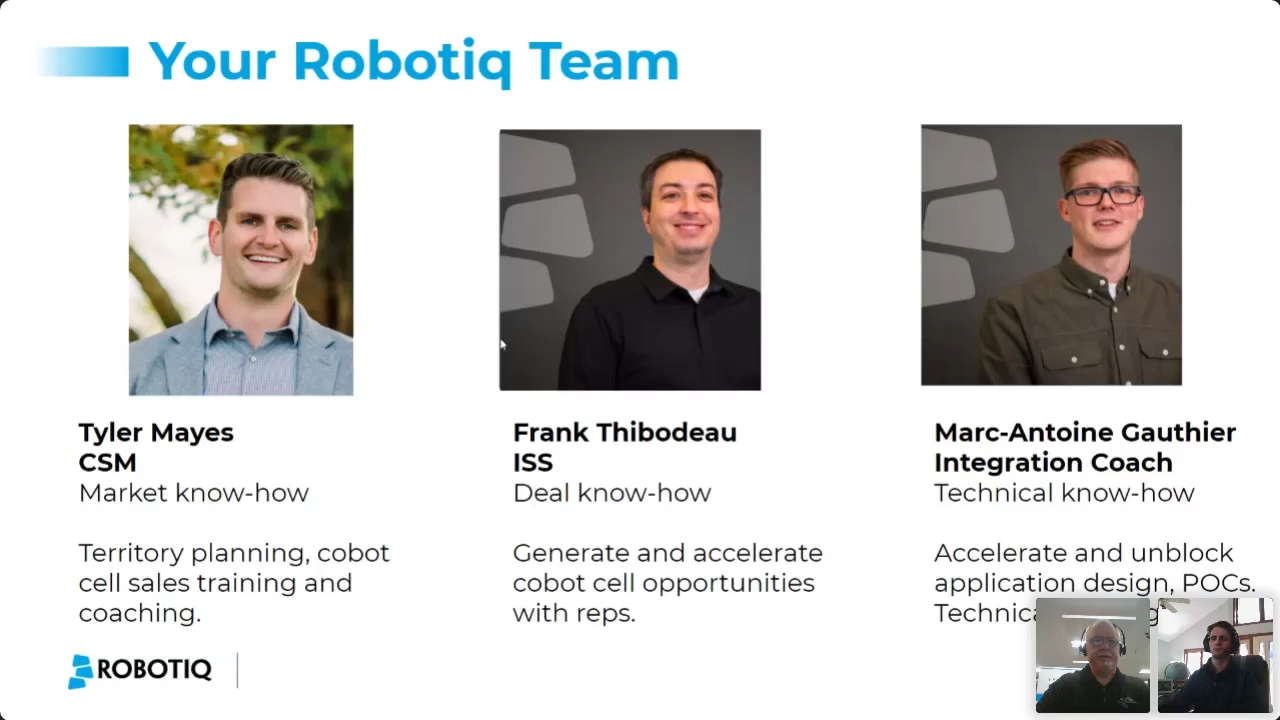 Your Robotiq Team
Tyler Mayes
CSM
Market know-how
Territory planning, cobot
cell sales training and
coaching.
Frank Thibodeau
ISS
Deal know-how
Generate and accelerate
cobot cell opportunities
with reps.
Marc-Antoine Gauthier
Integration Coach
Technical know-how
Accelerate and unblock
application design, POCs.
ROBOTIQ